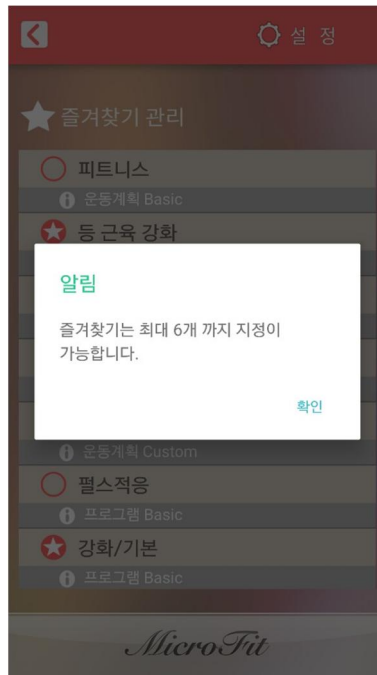 설 정
즐겨찾기 관리
피트니스
운동계획 Basic
등 근육 강화
알림
즐겨찾기는 최대 6개 까지 지정이
가능합니다.
확인
운동계획 Custom
펄스적응
프로그램 Basic
강화/기본
프로그램 Basic
MicroFit